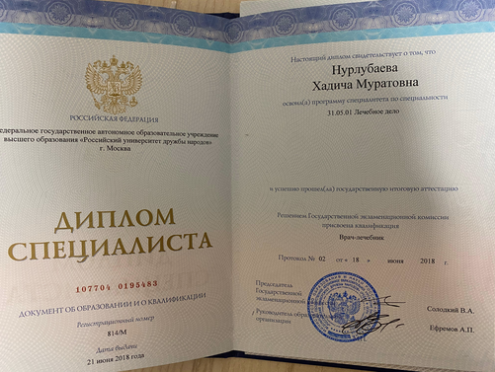 РОССИЙСКАЯ ФЕДЕРАЦИЯ
Федеральное государственное автономное образовательное учреждение
высшего образования «Российский университет дружбы народов»
г. Москва
ДИПЛОМ
СПЕЦИАЛИСТА
107704 0195483
ДОКУМЕНТ ОБ ОБРАЗОВАНИИ И О КВАЛИФИКАЦИИ
Регистрационный номер
814/М
Дата выдачи
21 июня 2018 года
Настоящий диплом свидетельствует о том, что
Нурлубаева
Хадича Муратовна
освоил(а) программу специалитета по специальности
31.05.01 Лечебное дело
и успешно прошел(ла) государственную итоговую аттестацию
Решением Государственной экзаменационной комиссии
присвоена квалификация
Врач-лечебник
Протокол № 02 от « 18 » июня 2018 г.
Председатель
Государственной
экзаменационной
Солодкий В.А.
Руководитель
организации
Ефремов А.П.